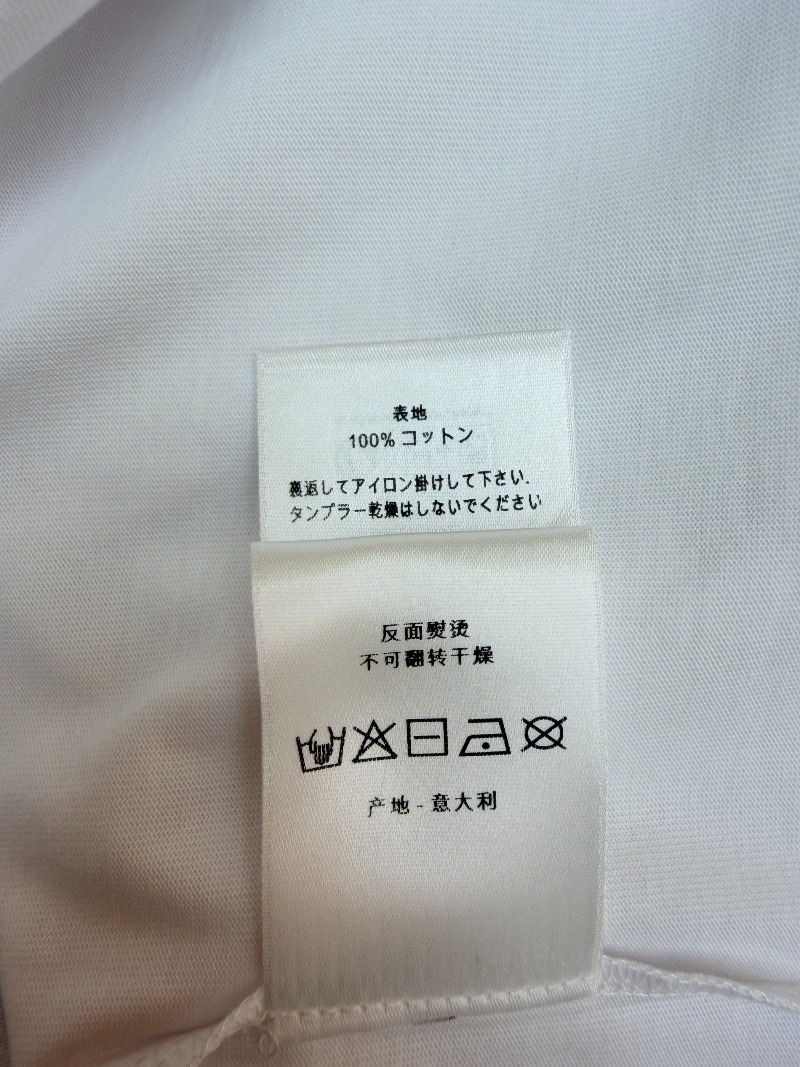 表地
100% コットン
裏返してアイロン掛けして下さい.
タンプラー乾燥はしないでください
反面熨烫
不可翻转干燥
产地 - 意大利